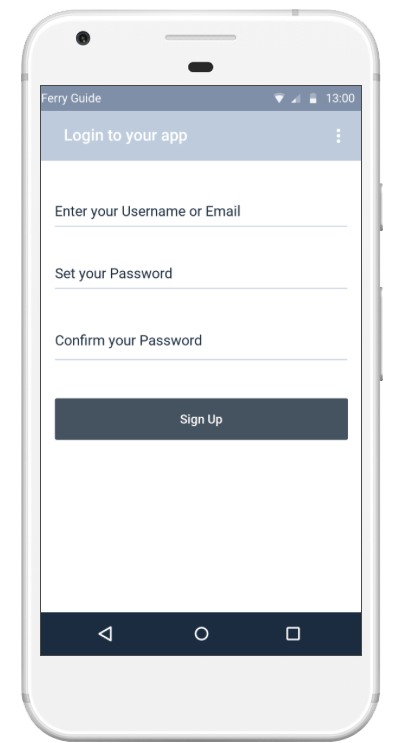 Ferry Guide 13:00
Login to your app
Enter your Username or Email
Set your Password
Confirm your Password
Sign Up